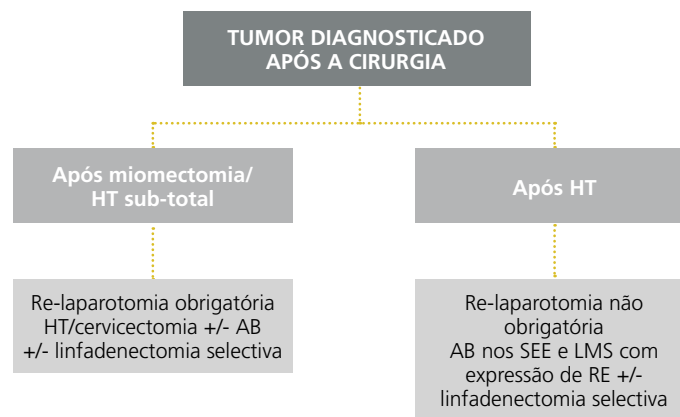 TUMOR DIAGNOSTICADO
APÓS A CIRURGIA
Após miomectomia/
HT sub-total
Após HT
Re-laparotomia obrigatória
HT/cervicectomia +/- AB
+/- linfadenectomia selectiva
Re-laparotomia não
obrigatória
AB nos SEE e LMS com
expressão de RE +/-
linfadenectomia selectiva